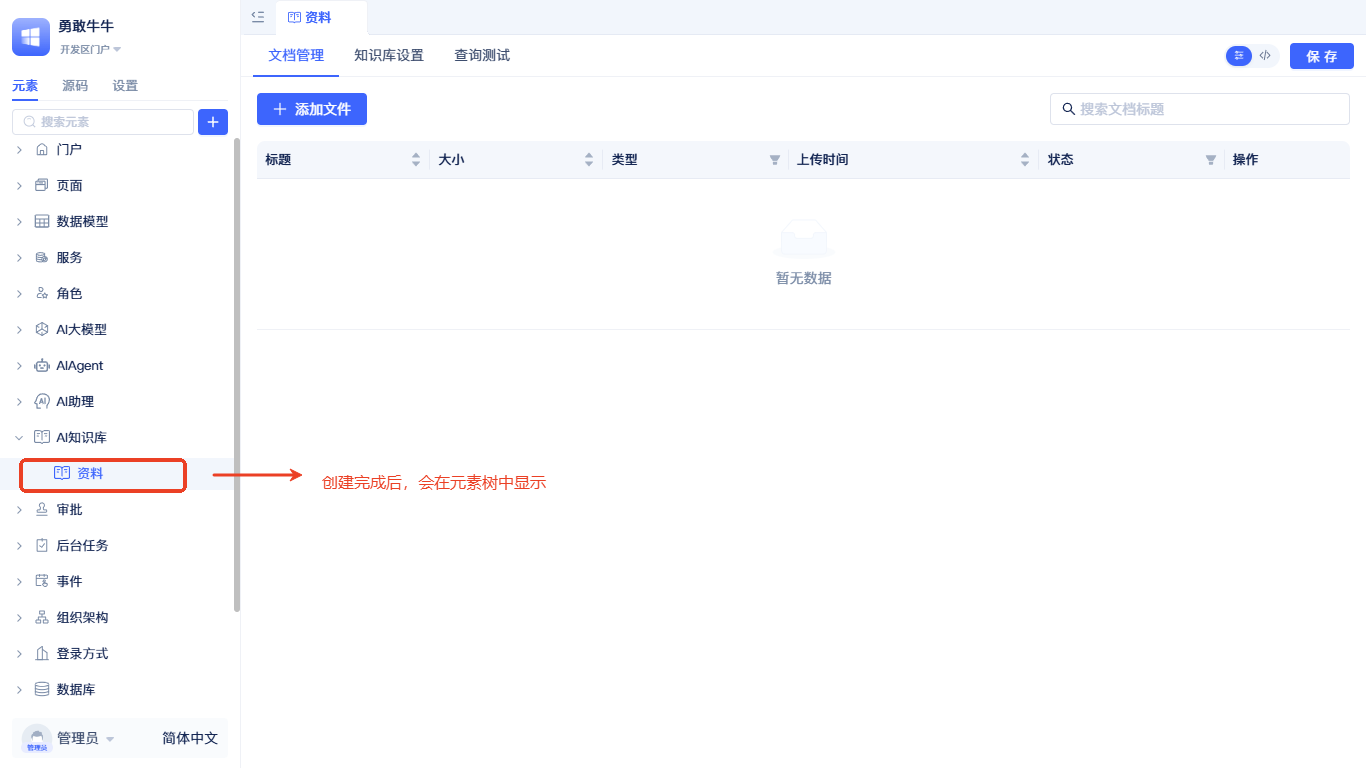 勇敢牛牛
开发区门户
元素 源码 设置
搜索元素
门户
页面
数据模型
服务
角色
AI大模型
AIAgent
AI助理
AI知识库
资料
审批
后台任务
事件
组织架构
登录方式
数据库
管理员
管理员 简体中文
资料
文档管理 知识库设置 查询测试
保 存
添加文件
搜索文档标题
标题 大小 类型 上传时间 状态 操作
暂无数据
创建完成后，会在元素树中显示